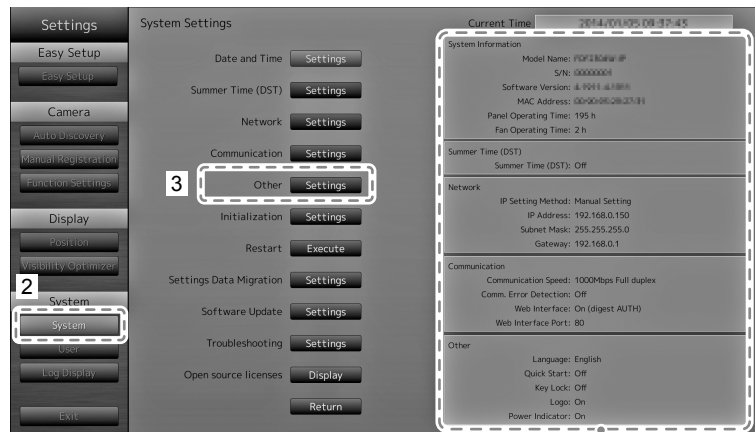 Settings
Easy Setup
Easy Setup
Camera
Auto Discovery
Manual Registration
Function Settings
Display
Position
Visibility Optimizer
2
System
System
User
Log Display
Exit
System Settings
Date and Time Settings
Summer Time (DST) Settings
Network Settings
Communication Settings
3 Other Settings
Initialization Settings
Restart Execute
Settings Data Migration Settings
Software Update Settings
Troubleshooting Settings
Open source licenses Display
Return
Current Time 2014/01/05 09:37:43
System Information
Model Name:
S/N: 00000001
Software Version:
MAC Address:
Panel Operating Time: 195 h
Fan Operating Time: 2 h
Summer Time (DST)
Summer Time (DST): Off
Network
IP Setting Method: Manual Setting
IP Address: 192.168.0.150
Subnet Mask: 255.255.255.0
Gateway: 192.168.0.1
Communication
Communication Speed: 1000Mbps Full duplex
Comm. Error Detection: Off
Web Interface: On (digest AUTH)
Web Interface Port: 80
Other
Language: English
Quick Start: Off
Key Lock: Off
Logo: On
Power Indicator: On